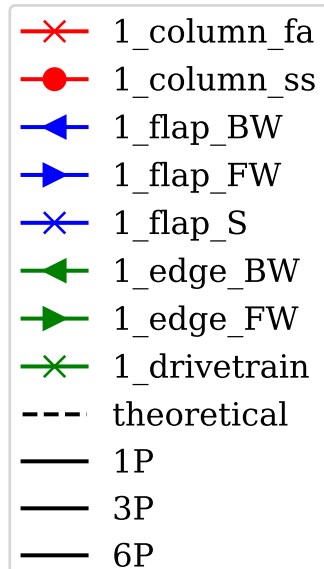 1_column_fa
1_column_ss
1_flap_BW
1_flap_FW
1_flap_S
1_edge_BW
1_edge_FW
1_drivetrain
theoretical
1P
3P
6P